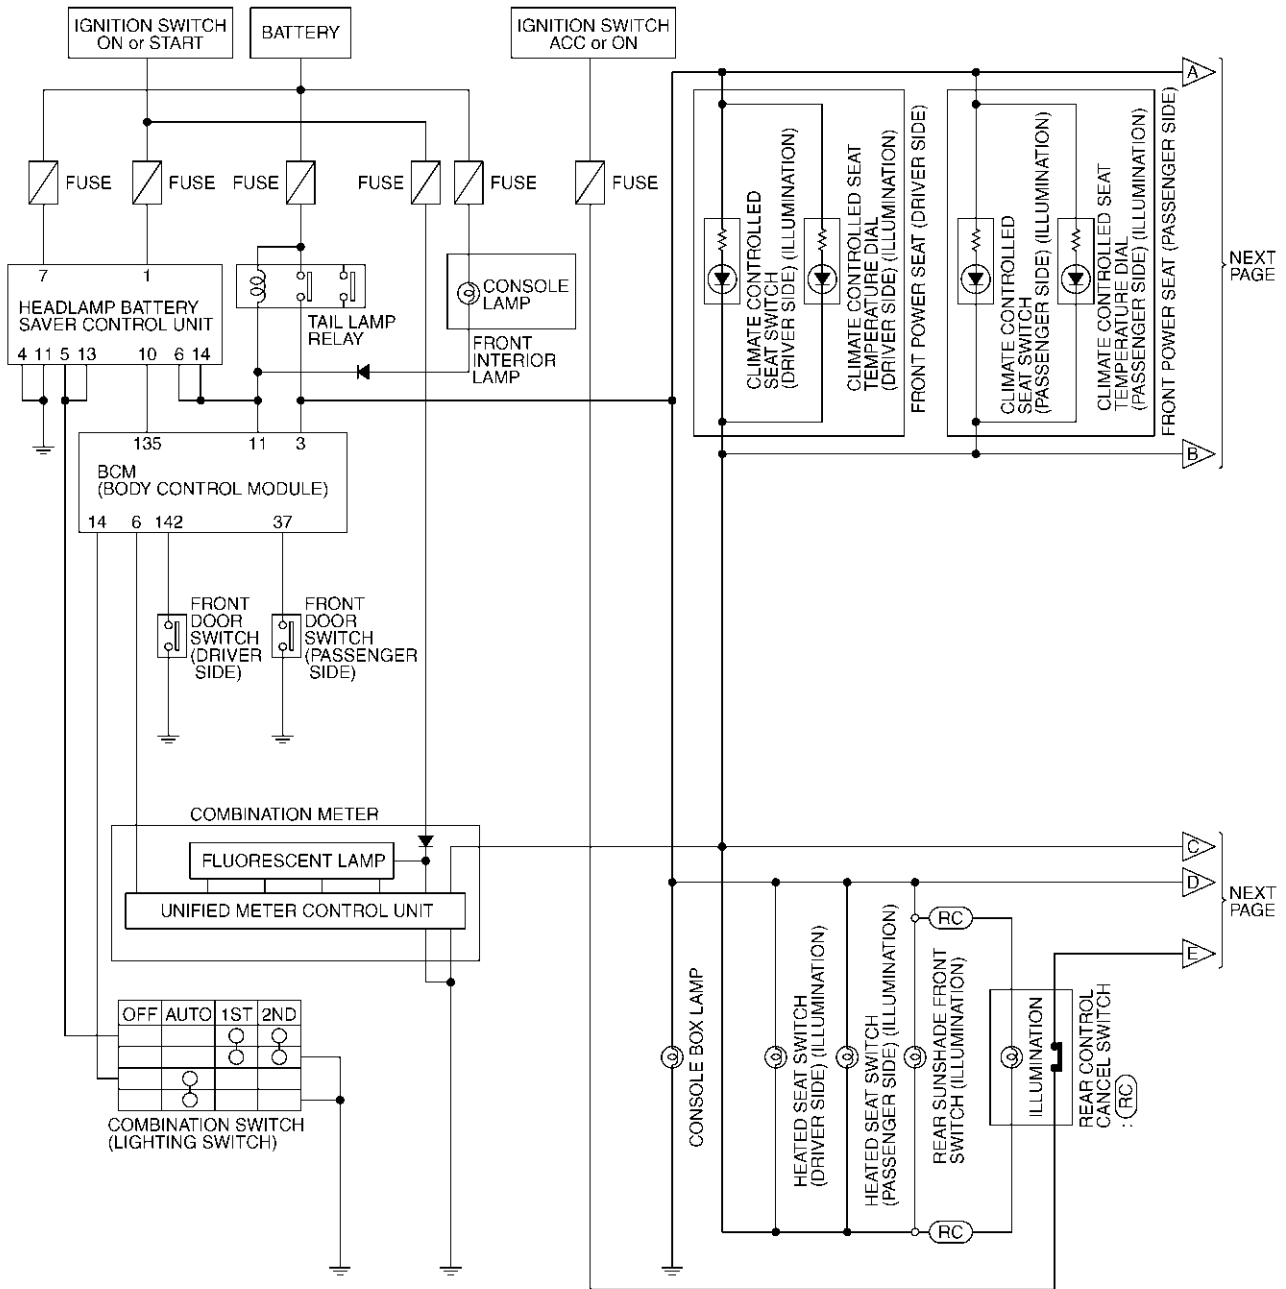 IGNITION SWITCH
ON or START
BATTERY
IGNITION SWITCH
ACC or ON
FUSE
FUSE
FUSE
FUSE
FUSE
FUSE
7
1
HEADLAMP BATTERY
SAVER CONTROL UNIT
4 11 5 13 10 6 14
TAIL LAMP
RELAY
CONSOLE
LAMP
FRONT
INTERIOR
LAMP
135 11 3
BCM
(BODY CONTROL MODULE)
14 6 142 37
FRONT
DOOR
SWITCH
(DRIVER
SIDE)
FRONT
DOOR
SWITCH
(PASSENGER
SIDE)
COMBINATION METER
FLUORESCENT LAMP
UNIFIED METER CONTROL UNIT
OFF AUTO 1ST 2ND
COMBINATION SWITCH
(LIGHTING SWITCH)
CLIMATE CONTROLLED
SEAT SWITCH
(DRIVER SIDE) (ILLUMINATION)
CLIMATE CONTROLLED SEAT
TEMPERATURE DIAL
(DRIVER SIDE) (ILLUMINATION)
FRONT POWER SEAT (DRIVER SIDE)
CLIMATE CONTROLLED
SEAT SWITCH
(PASSENGER SIDE) (ILLUMINATION)
CLIMATE CONTROLLED SEAT
TEMPERATURE DIAL
(PASSENGER SIDE) (ILLUMINATION)
FRONT POWER SEAT (PASSENGER SIDE)
A
B
NEXT
PAGE
C
D
E
NEXT
PAGE
CONSOLE BOX LAMP
HEATED SEAT SWITCH
(DRIVER SIDE) (ILLUMINATION)
HEATED SEAT SWITCH
(PASSENGER SIDE) (ILLUMINATION)
REAR SUNSHADE FRONT
SWITCH (ILLUMINATION)
RC
RC
ILLUMINATION
REAR CONTROL
CANCEL SWITCH
: RC